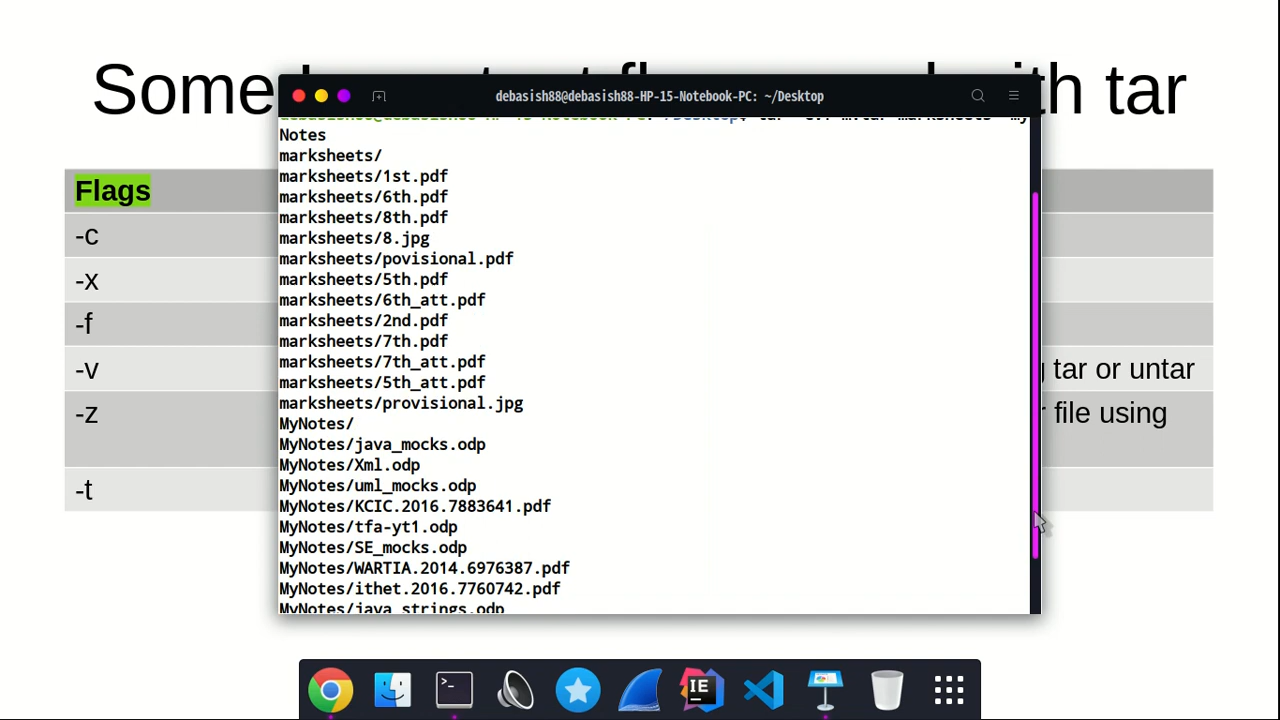 Some
th tar
debasish88@debasish88-HP-15-Notebook-PC: ~/Desktop
Notes
marksheets/
marksheets/1st.pdf
marksheets/6th.pdf
marksheets/8th.pdf
marksheets/8.jpg
marksheets/povisional.pdf
marksheets/5th.pdf
marksheets/6th_att.pdf
marksheets/2nd.pdf
marksheets/7th.pdf
marksheets/7th_att.pdf
marksheets/5th_att.pdf
marksheets/provisional.jpg
MyNotes/
MyNotes/java_mocks.odp
MyNotes/Xml.odp
MyNotes/uml_mocks.odp
MyNotes/KCIC.2016.7883641.pdf
MyNotes/tfa-yt1.odp
MyNotes/SE_mocks.odp
MyNotes/WARTIA.2014.6976387.pdf
MyNotes/ithet.2016.7760742.pdf
MyNotes/java_strings.odp
Flags
-c
-x
-f
-v
tar or untar
-z
file using
-t
IE